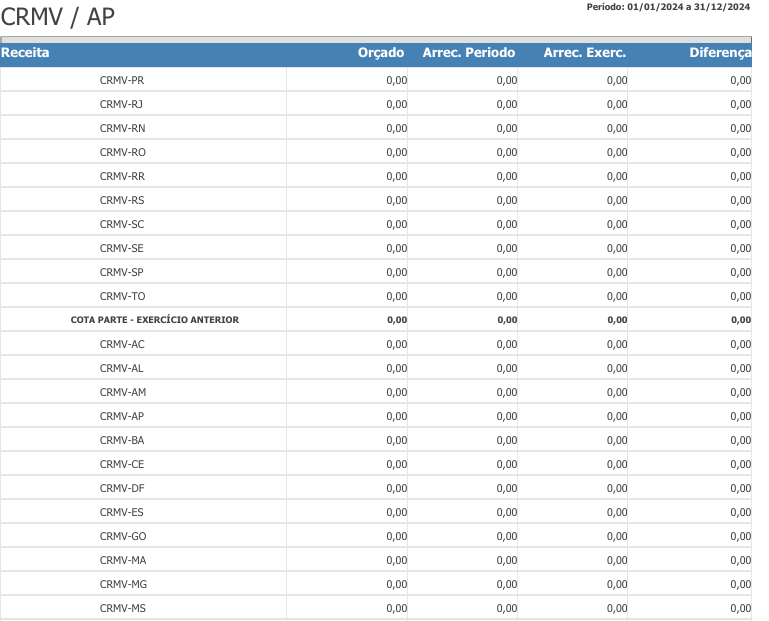 CRMV / AP
Periodo: 01/01/2024 a 31/12/2024
Receita Orçado Arrec. Periodo Arrec. Exerc. Diferença
CRMV-PR 0,00 0,00 0,00 0,00
CRMV-RJ 0,00 0,00 0,00 0,00
CRMV-RN 0,00 0,00 0,00 0,00
CRMV-RO 0,00 0,00 0,00 0,00
CRMV-RR 0,00 0,00 0,00 0,00
CRMV-RS 0,00 0,00 0,00 0,00
CRMV-SC 0,00 0,00 0,00 0,00
CRMV-SE 0,00 0,00 0,00 0,00
CRMV-SP 0,00 0,00 0,00 0,00
CRMV-TO 0,00 0,00 0,00 0,00
COTA PARTE - EXERCÍCIO ANTERIOR 0,00 0,00 0,00 0,00
CRMV-AC 0,00 0,00 0,00 0,00
CRMV-AL 0,00 0,00 0,00 0,00
CRMV-AM 0,00 0,00 0,00 0,00
CRMV-AP 0,00 0,00 0,00 0,00
CRMV-BA 0,00 0,00 0,00 0,00
CRMV-CE 0,00 0,00 0,00 0,00
CRMV-DF 0,00 0,00 0,00 0,00
CRMV-ES 0,00 0,00 0,00 0,00
CRMV-GO 0,00 0,00 0,00 0,00
CRMV-MA 0,00 0,00 0,00 0,00
CRMV-MG 0,00 0,00 0,00 0,00
CRMV-MS 0,00 0,00 0,00 0,00